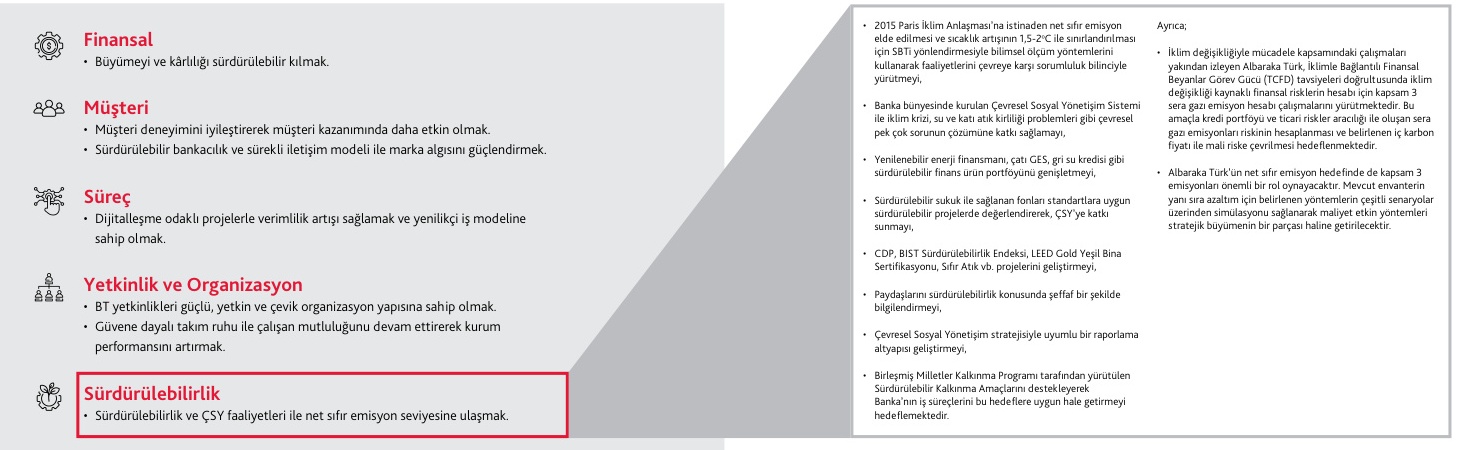 Finansal
• Büyümeyi ve kârlılığı sürdürülebilir kılmak.
Müşteri
• Müşteri deneyimini iyileştirerek müşteri kazanımında daha etkin olmak.
• Sürdürülebilir bankacılık ve sürekli iletişim modeli ile marka algısını güçlendirmek.
Süreç
• Dijitalleşme odaklı projelerle verimlilik artışı sağlamak ve yenilikçi iş modeline
sahip olmak.
Yetkinlik ve Organizasyon
• BT yetkinlikleri güçlü, yetkin ve çevik organizasyon yapısına sahip olmak.
• Güvene dayalı takım ruhu ile çalışan mutluluğunu devam ettirerek kurum
performansını artırmak.
Sürdürülebilirlik
• Sürdürülebilirlik ve ÇSY faaliyetleri ile net sıfır emisyon seviyesine ulaşmak.
• 2015 Paris İklim Anlaşması'na istinaden net sıfır emisyon
elde edilmesi ve sıcaklık artışının 1,5-2°C ile sınırlandırılması
için SBTi yönlendirmesiyle bilimsel ölçüm yöntemlerini
kullanarak faaliyetlerini çevreye karşı sorumluluk bilinciyle
yürütmeyi,
• Banka bünyesinde kurulan Çevresel Sosyal Yönetişim Sistemi
ile iklim krizi, su ve katı atık kirliliği problemleri gibi çevresel
pek çok sorunun çözümüne katkı sağlamayı,
• Yenilenebilir enerji finansmanı, çatı GES, gri su kredisi gibi
sürdürülebilir finans ürün portföyünü genişletmeyi,
• Sürdürülebilir sukuk ile sağlanan fonları standartlara uygun
sürdürülebilir projelerde değerlendirerek, ÇSY'ye katkı
sunmayı,
• CDP, BIST Sürdürülebilirlik Endeksi, LEED Gold Yeşil Bina
Sertifikasyonu, Sıfır Atık vb. projelerini geliştirmeyi,
• Paydaşlarını sürdürülebilirlik konusunda şeffaf bir şekilde
bilgilendirmeyi,
• Çevresel Sosyal Yönetişim stratejisiyle uyumlu bir raporlama
altyapısı geliştirmeyi,
• Birleşmiş Milletler Kalkınma Programı tarafından yürütülen
Sürdürülebilir Kalkınma Amaçlarını destekleyerek
Banka'nın iş süreçlerini bu hedeflere uygun hale getirmeyi
hedeflemektedir.
Ayrıca;
• İklim değişikliğiyle mücadele kapsamındaki çalışmaları
yakından izleyen Albaraka Türk, İklimle Bağlantılı Finansal
Beyanlar Görev Gücü (TCFD) tavsiyeleri doğrultusunda iklim
değişikliği kaynaklı finansal risklerin hesabı için kapsam 3
sera gazı emisyon hesabı çalışmalarını yürütmektedir. Bu
amaçla kredi portföyü ve ticari riskler aracılığı ile oluşan sera
gazı emisyonları riskinin hesaplanması ve belirlenen iç karbon
fiyatı ile mali riske çevrilmesi hedeflenmektedir.
• Albaraka Türk'ün net sıfır emisyon hedefinde de kapsam 3
emisyonları önemli bir rol oynayacaktır. Mevcut envanterin
yanı sıra azaltım için belirlenen yöntemlerin çeşitli senaryolar
üzerinden simülasyonu sağlanarak maliyet etkin yöntemleri
stratejik büyümenin bir parçası haline getirilecektir.